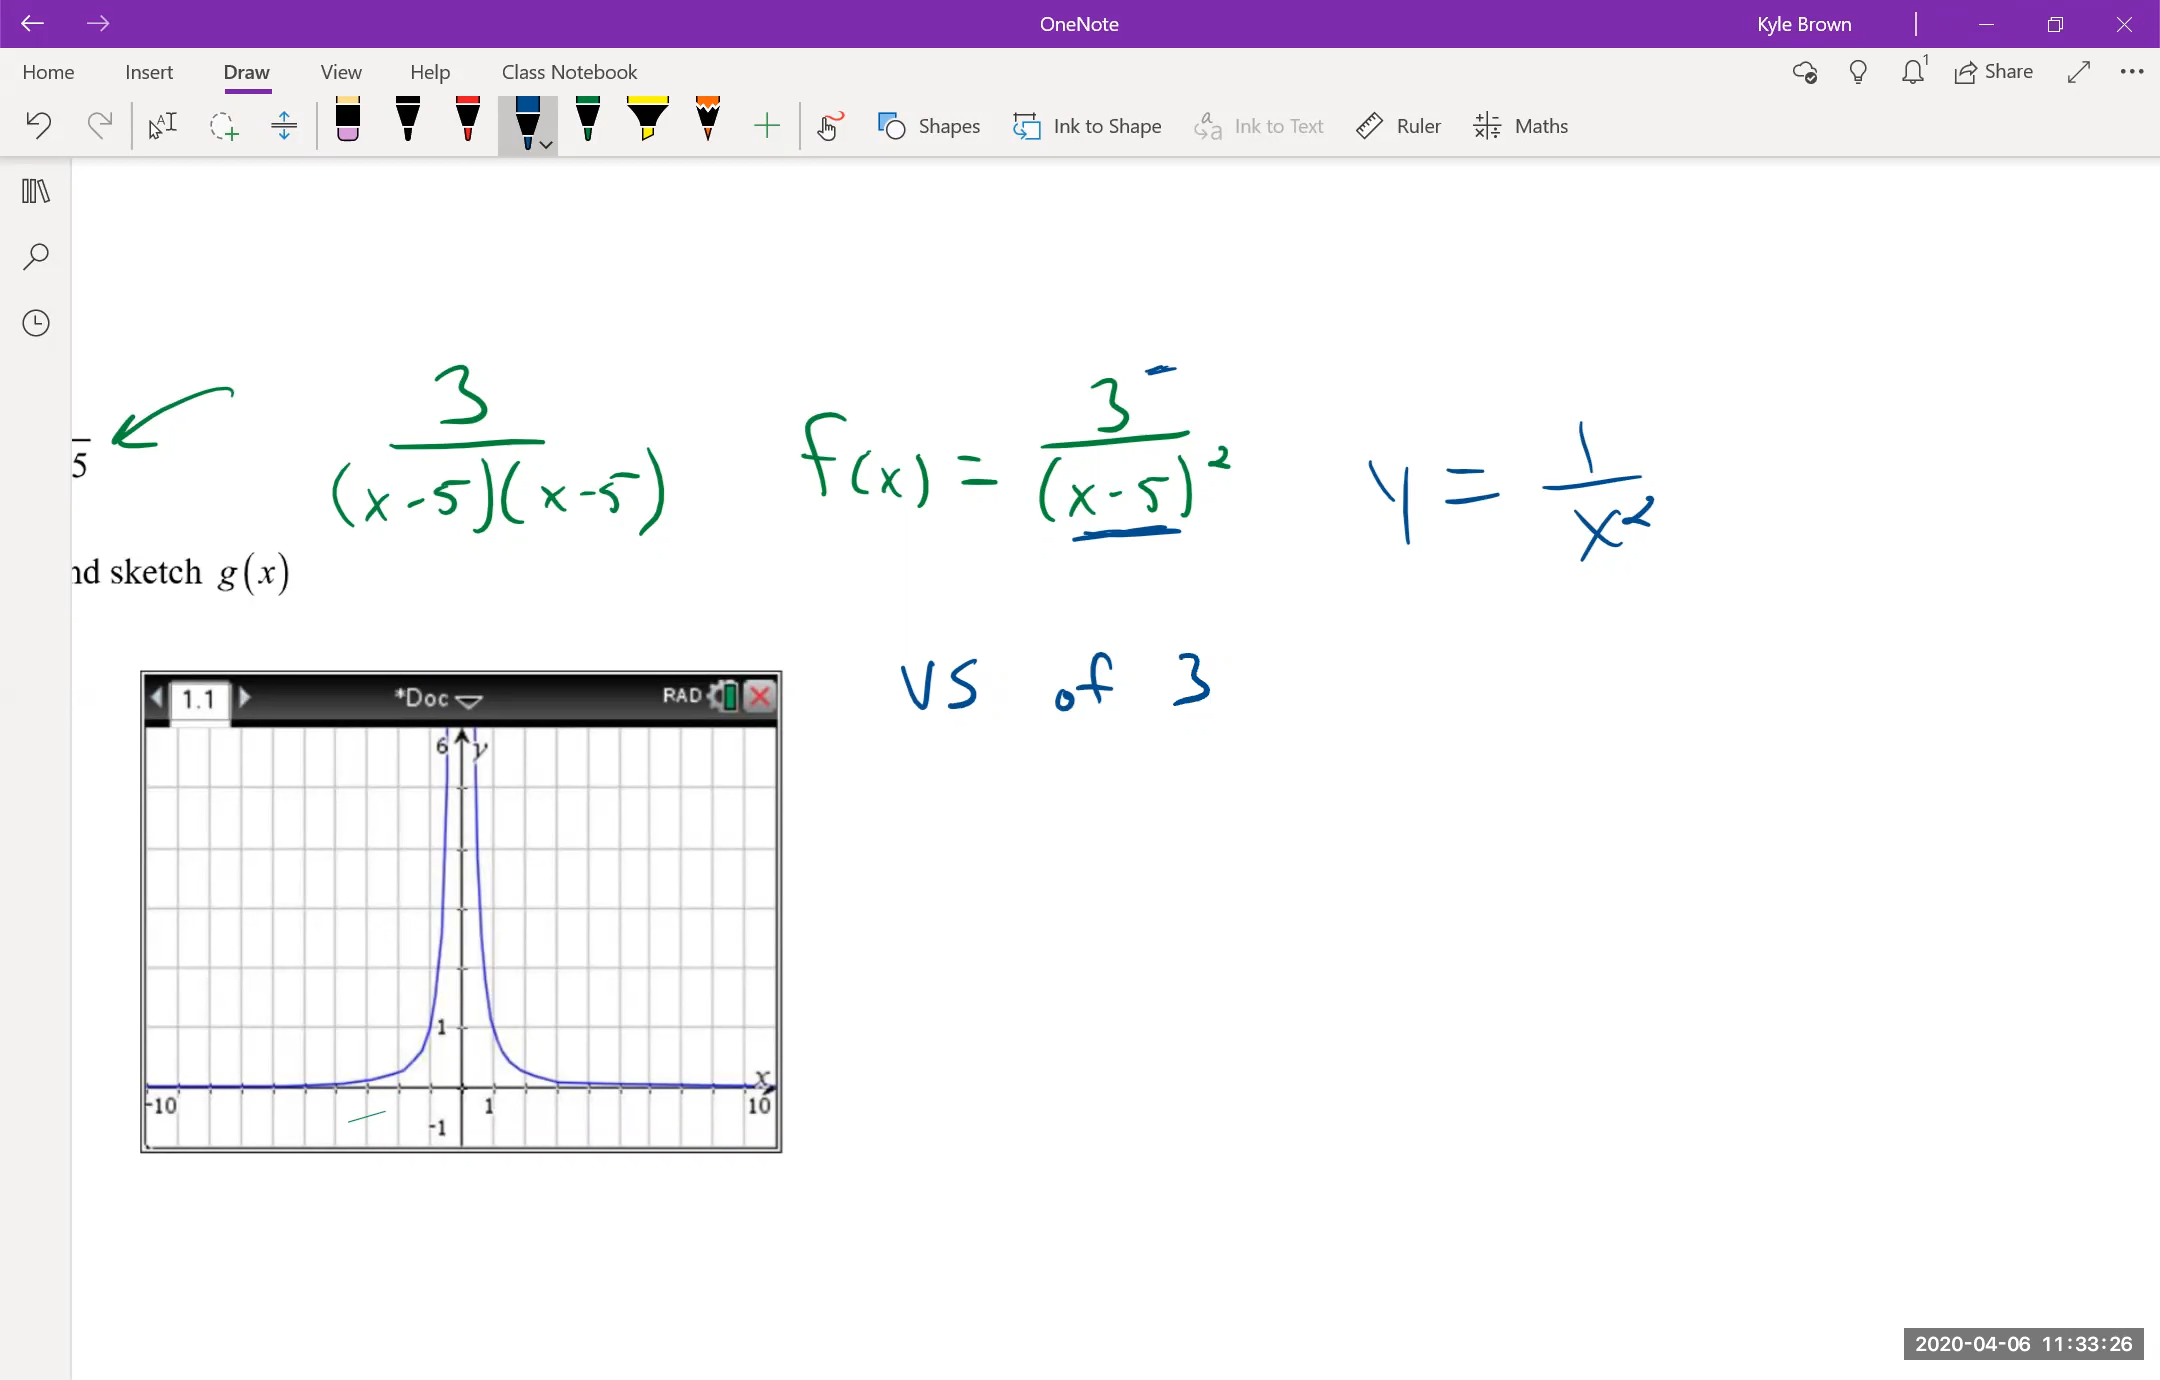 OneNote
Kyle Brown
Home Insert Draw View Help Class Notebook
1
Share
Shapes Ink to Shape Ink to Text Ruler Maths
5
3
(x-5)(x-5)
f(x) = 3
(x-5)²
y = 1
x²
nd sketch g(x)
VS of 3
1.1 *Doc RAD
6 y
1
x
-10 1 10
-1
2020-04-06 11:33:26